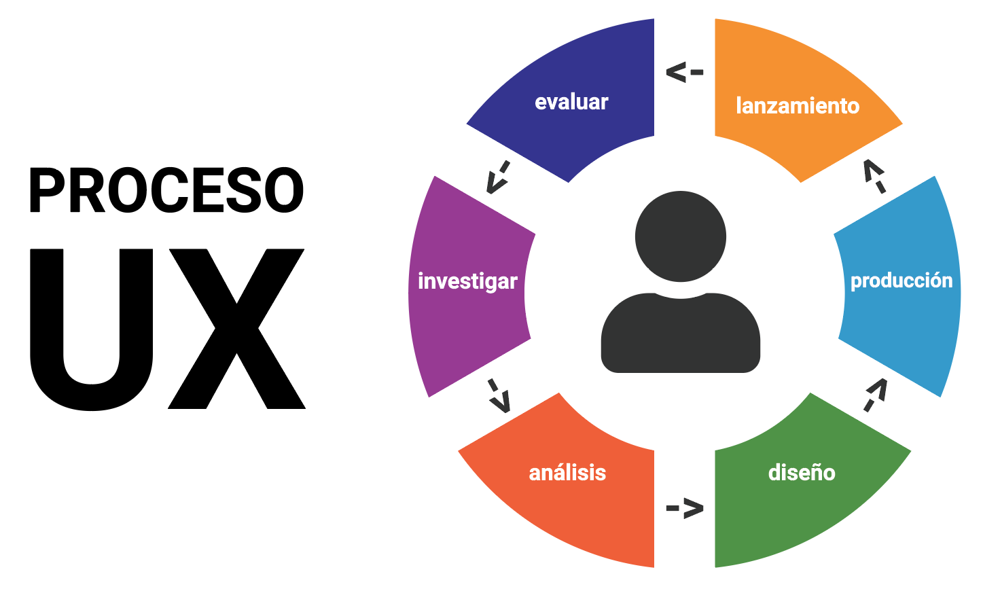 PROCESO
UX
evaluar
<-
lanzamiento
<-
->
investigar
producción
->
->
análisis
->
diseño